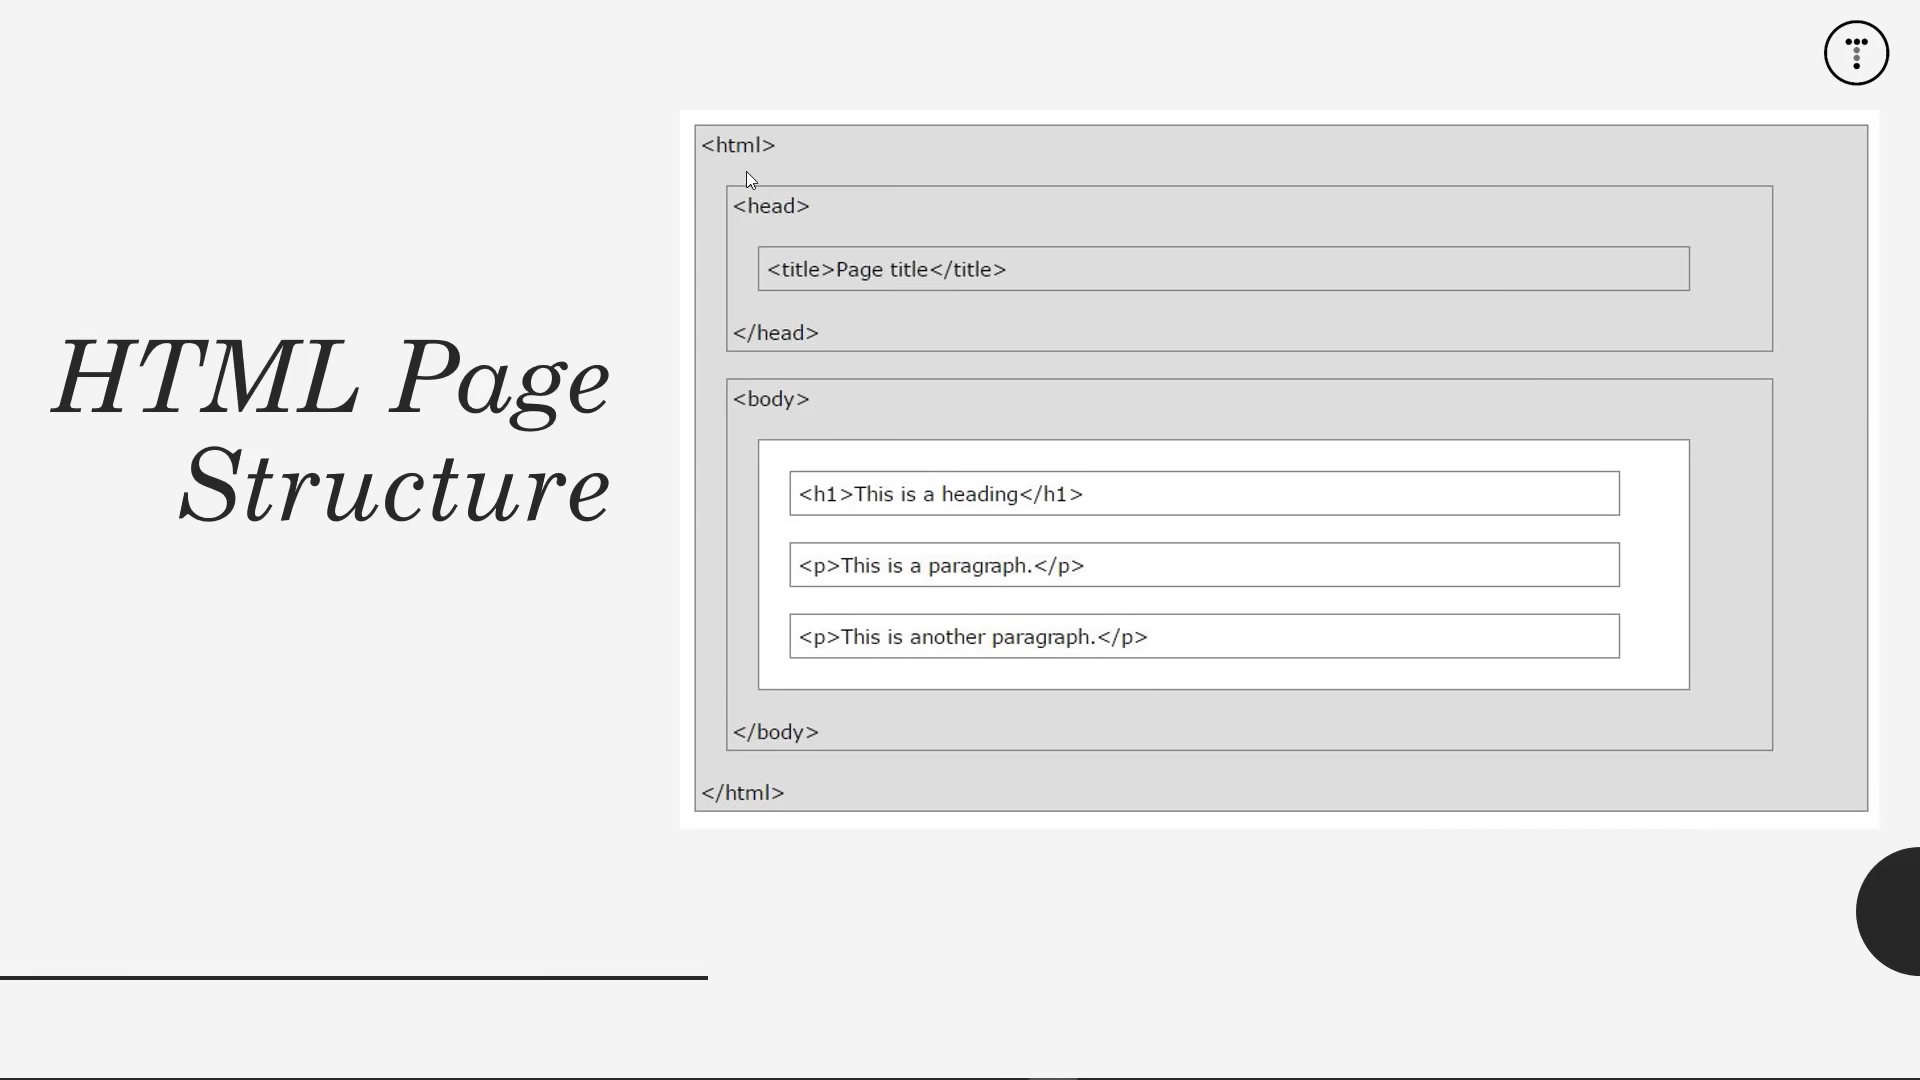 HTML Page
Structure
<html>
<head>
<title>Page title</title>
</head>
<body>
<h1>This is a heading</h1>
<p>This is a paragraph.</p>
<p>This is another paragraph.</p>
</body>
</html>